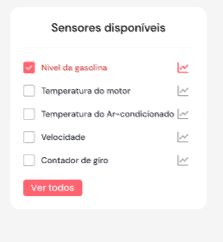 Sensores disponíveis
Nível da gasolina
Temperatura do motor
Temperatura do Ar-condicionado
Velocidade
Contador de giro
Ver todos